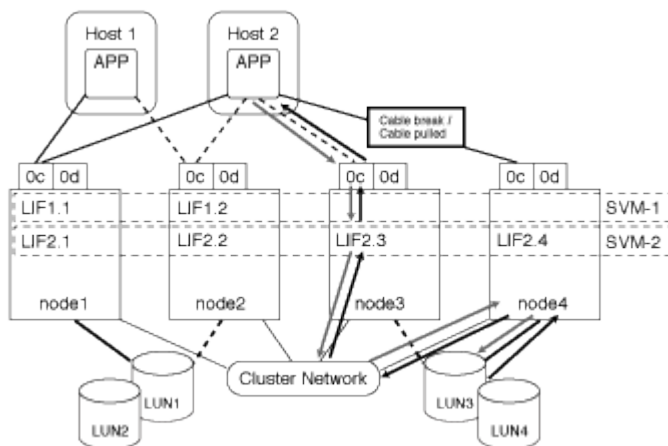 Host 1
Host 2
APP
APP
Cable break /
Cable pulled
0c 0d
0c 0d
0c 0d
0c 0d
LIF1.1
LIF1.2
SVM-1
LIF2.1
LIF2.2
LIF2.3
LIF2.4
SVM-2
node1
node2
node3
node4
Cluster Network
LUN1
LUN3
LUN2
LUN4